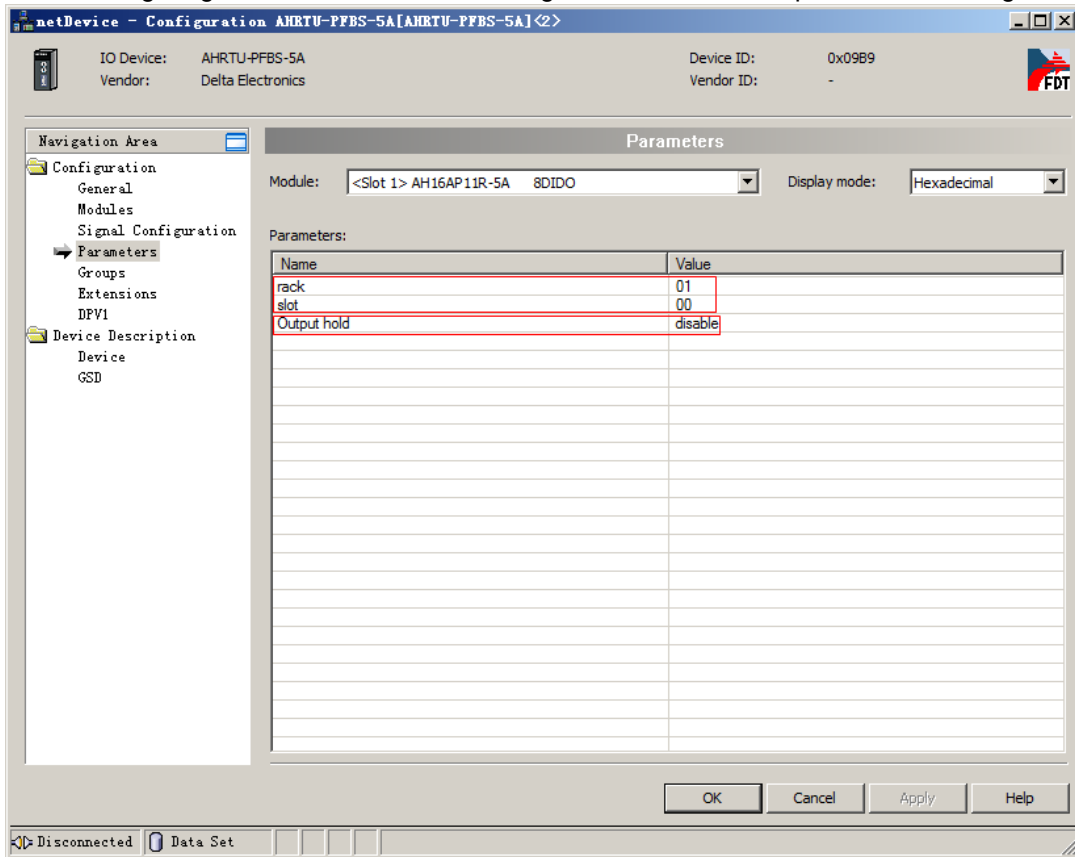 netDevice - Configuration AHRTU-PFBS-5A[AHRTU-PFBS-5A]<2>
IO Device: AHRTU-PFBS-5A Device ID: 0x09B9
Vendor: Delta Electronics Vendor ID: -
FDT
Navigation Area
Configuration
General
Modules
Signal Configuration
Parameters
Groups
Extensions
DPV1
Device Description
Device
GSD
Parameters
Module: <Slot 1> AH16AP11R-5A 8DIDO Display mode: Hexadecimal
Parameters:
Name Value
rack 01
slot 00
Output hold disable
OK Cancel Apply Help
Disconnected Data Set